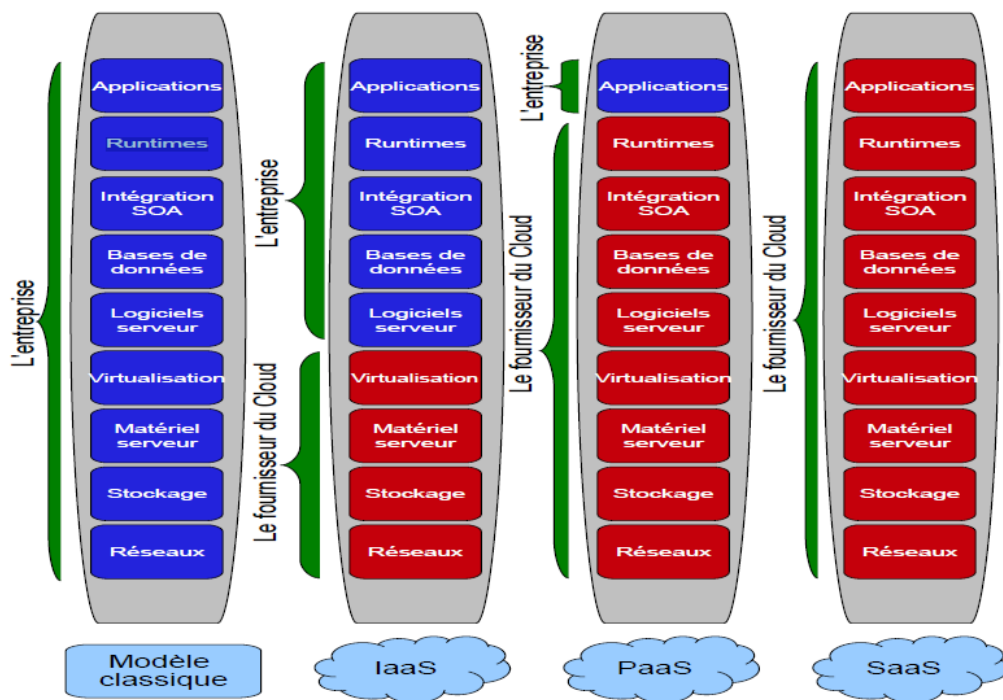 L'entreprise
Applications
Runtimes
Intégration
SOA
Bases de
données
Logiciels
serveur
Virtualisation
Matériel
serveur
Stockage
Réseaux
Modèle
classique
L'entreprise
Le fournisseur du Cloud
Applications
Runtimes
Intégration
SOA
Bases de
données
Logiciels
serveur
Virtualisation
Matériel
serveur
Stockage
Réseaux
IaaS
L'entreprise
Le fournisseur du Cloud
Applications
Runtimes
Intégration
SOA
Bases de
données
Logiciels
serveur
Virtualisation
Matériel
serveur
Stockage
Réseaux
PaaS
Le fournisseur du Cloud
Applications
Runtimes
Intégration
SOA
Bases de
données
Logiciels
serveur
Virtualisation
Matériel
serveur
Stockage
Réseaux
SaaS